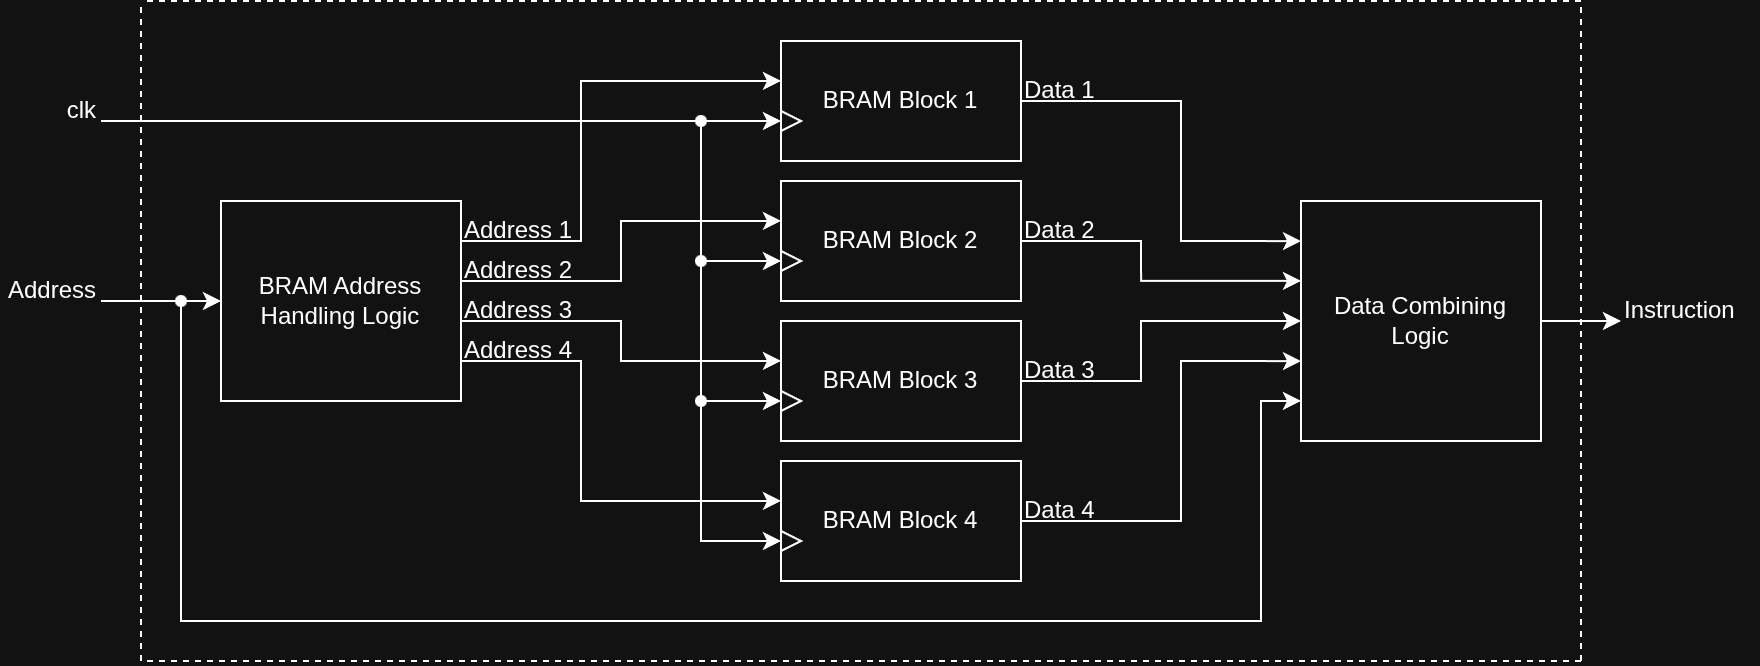 clk
Address
BRAM Address
Handling Logic
Address 1
Address 2
Address 3
Address 4
BRAM Block 1
BRAM Block 2
BRAM Block 3
BRAM Block 4
Data 1
Data 2
Data 3
Data 4
Data Combining
Logic
Instruction